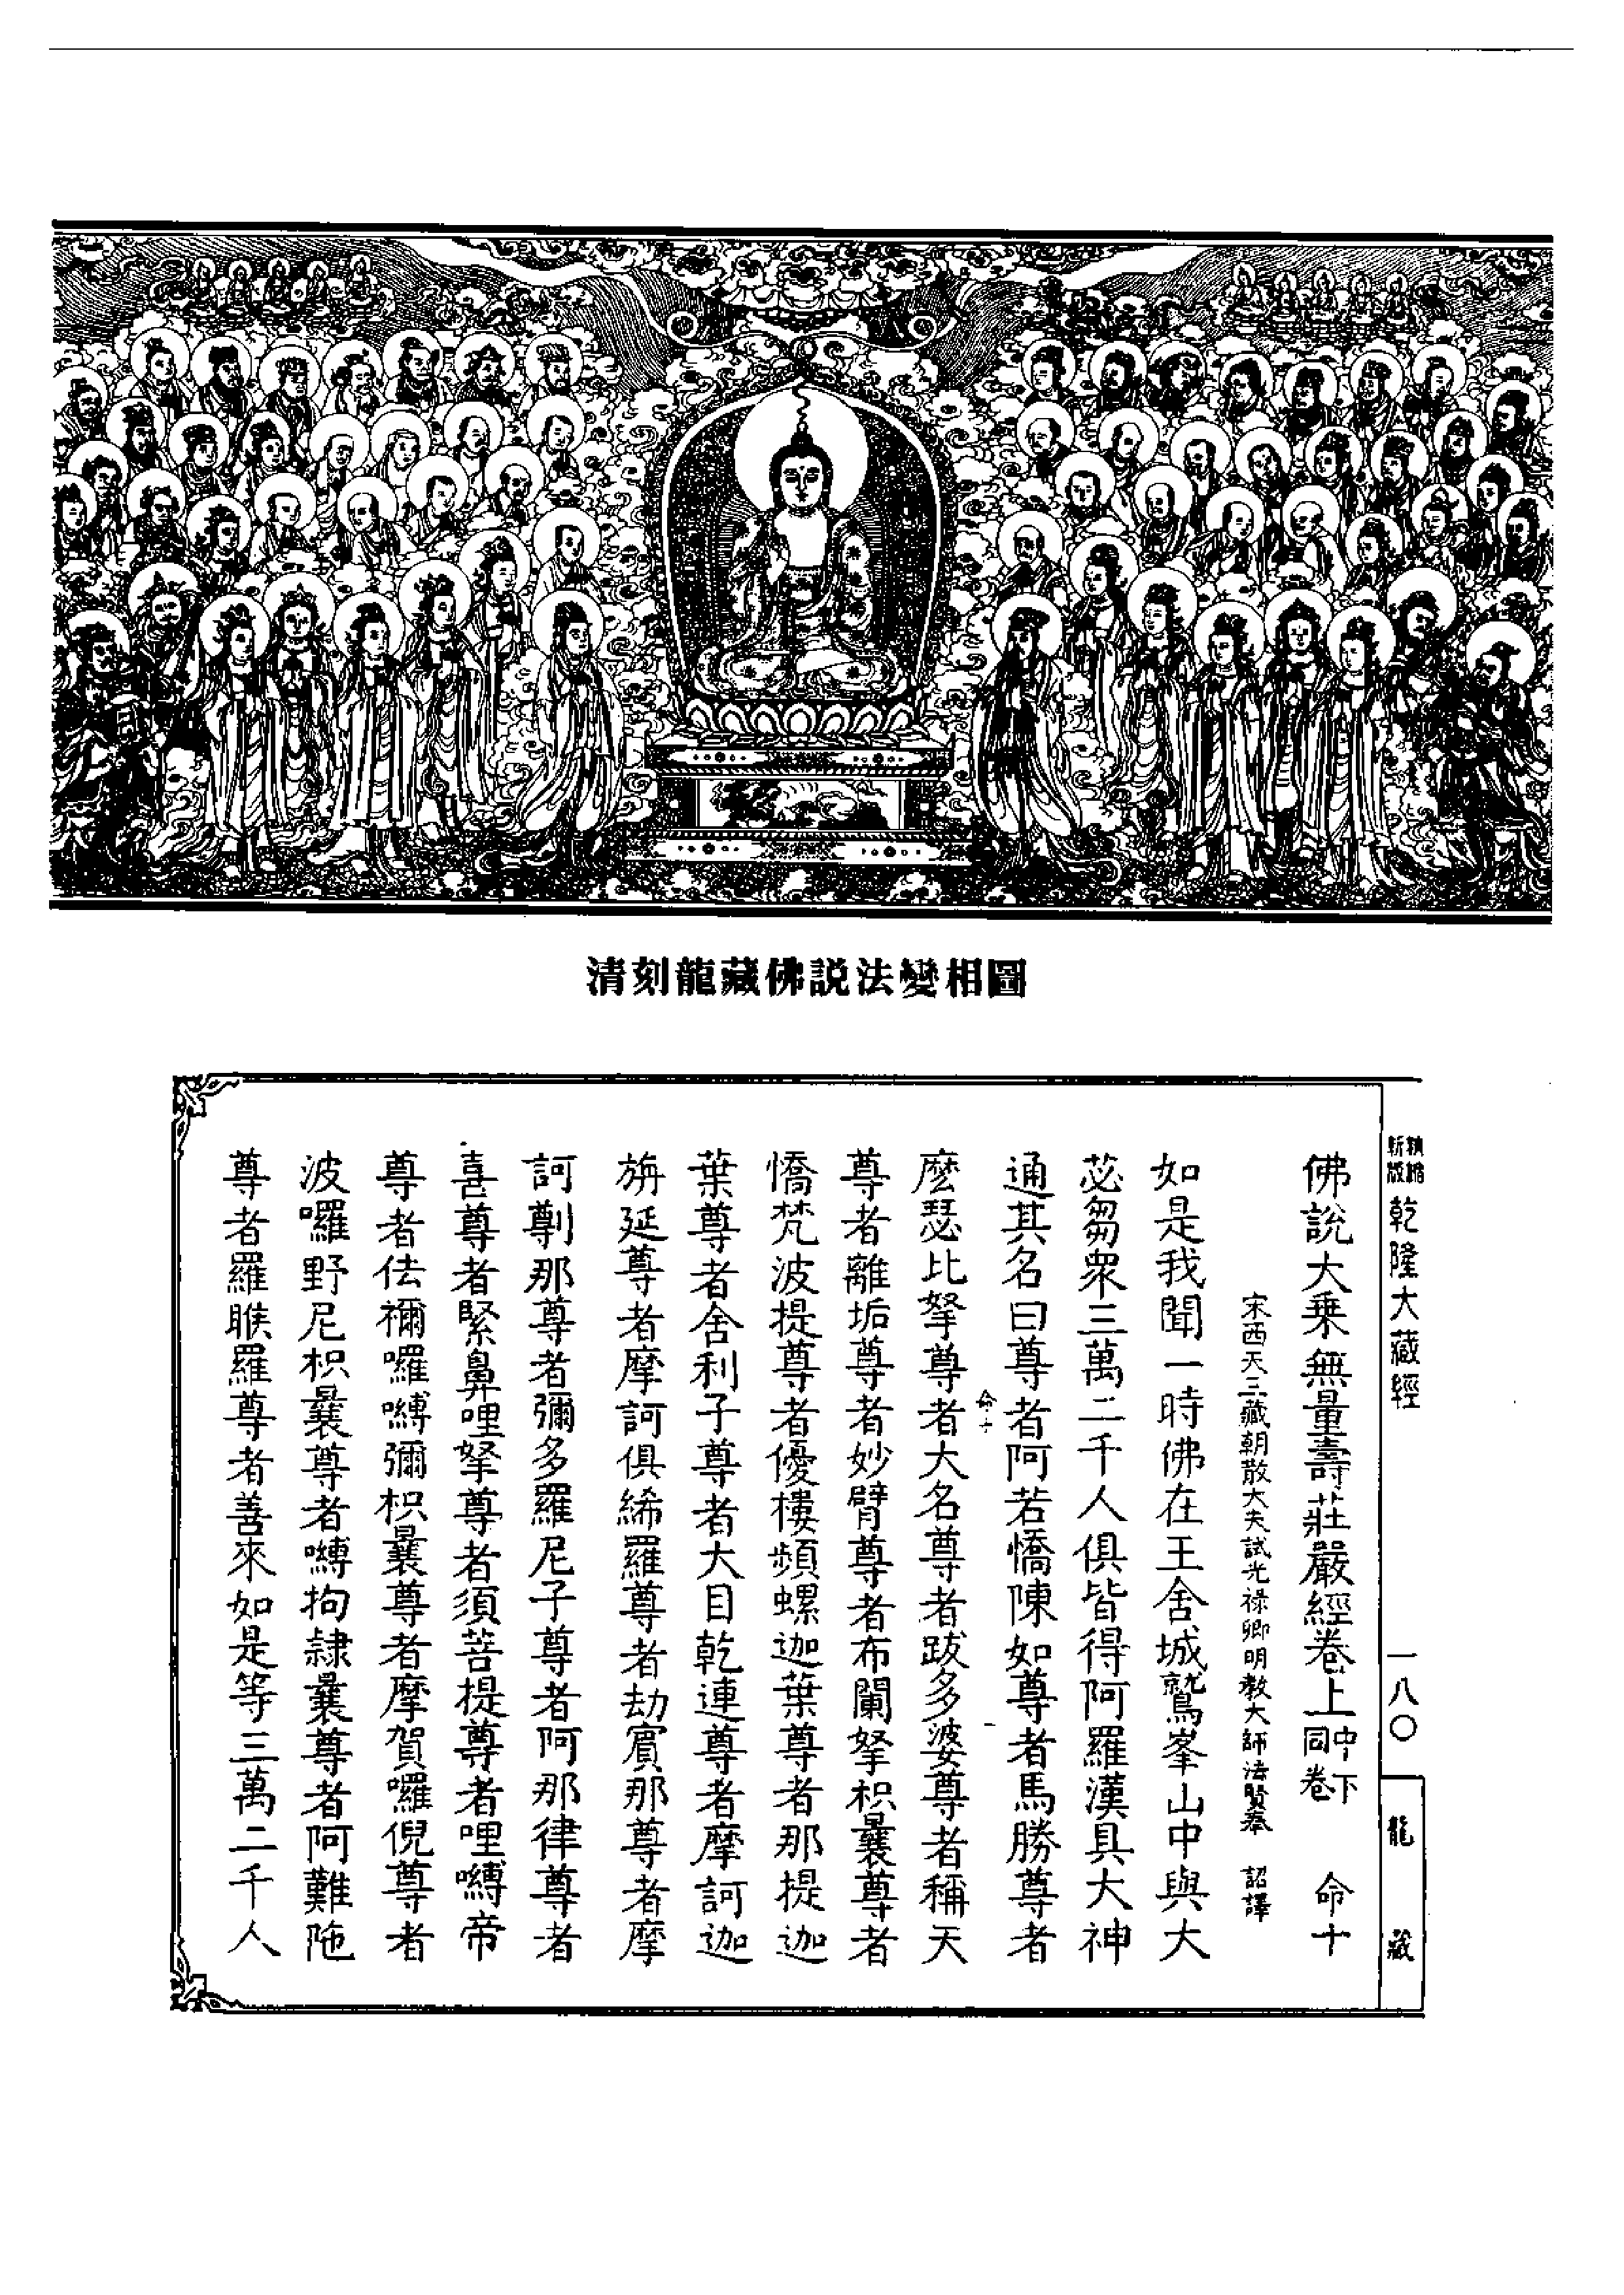 清刻龍藏佛説法變相圖
精縮新版 乾隆大藏經 一八〇 龍藏
佛說大乘無量壽莊嚴經卷上 中下同卷 命十
宋西天三藏朝散大夫試光祿卿明教大師法賢奉 詔譯
如是我聞一時佛在王舍城鷲峯山中與大
苾芻眾三萬二千人俱皆得阿羅漢具大神
通其名曰尊者阿若憍陳如尊者馬勝尊者
命十 一
麽瑟比拏尊者大名尊者跋多婆尊者稱天
尊者離垢尊者妙臂尊者布闌拏枳曩尊者
憍梵波提尊者優樓頻螺迦葉尊者那提迦
葉尊者舍利子尊者大目乾連尊者摩訶迦
旃延尊者摩訶俱絺羅尊者劫賓那尊者摩
訶㔸那尊者彌多羅尼子尊者阿那律尊者
喜尊者緊鼻哩拏尊者須菩提尊者哩嚩帝
尊者佉禰囉嚩彌枳曩尊者摩賀囉倪尊者
波囉野尼枳曩尊者嚩拘隸曩尊者阿難陁
尊者羅睺羅尊者善來如是等三萬二千人